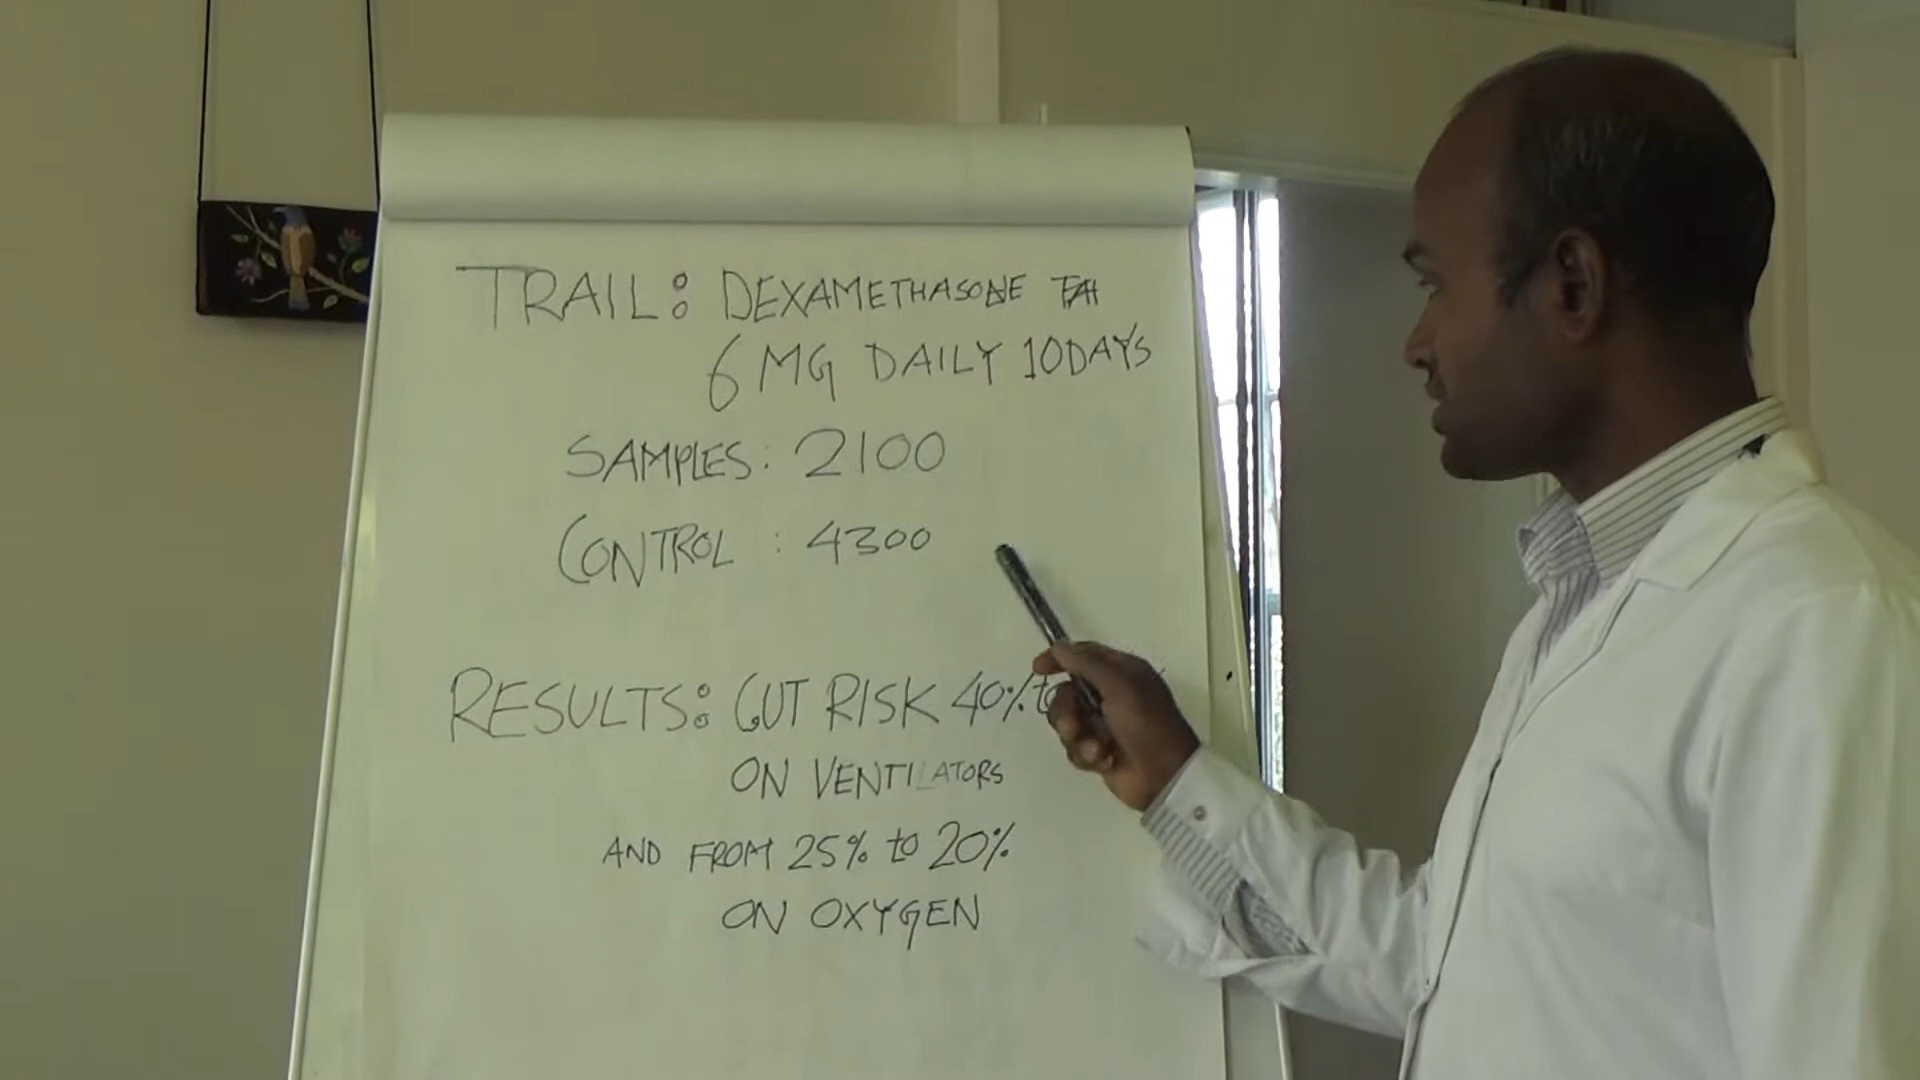 TRAIL: DEXAMETHASONE
6 MG DAILY 10DAYS
SAMPLES: 2100
CONTROL : 4300
RESULTS: CUT RISK 40% to
ON VENTILATORS
AND FROM 25% to 20%
ON OXYGEN